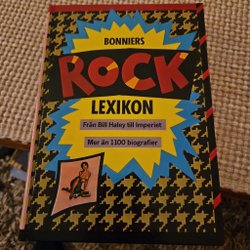 BONNIERS
ROCK
LEXIKON
Från Bill Haley till Imperiet
Mer än 1100 biografier